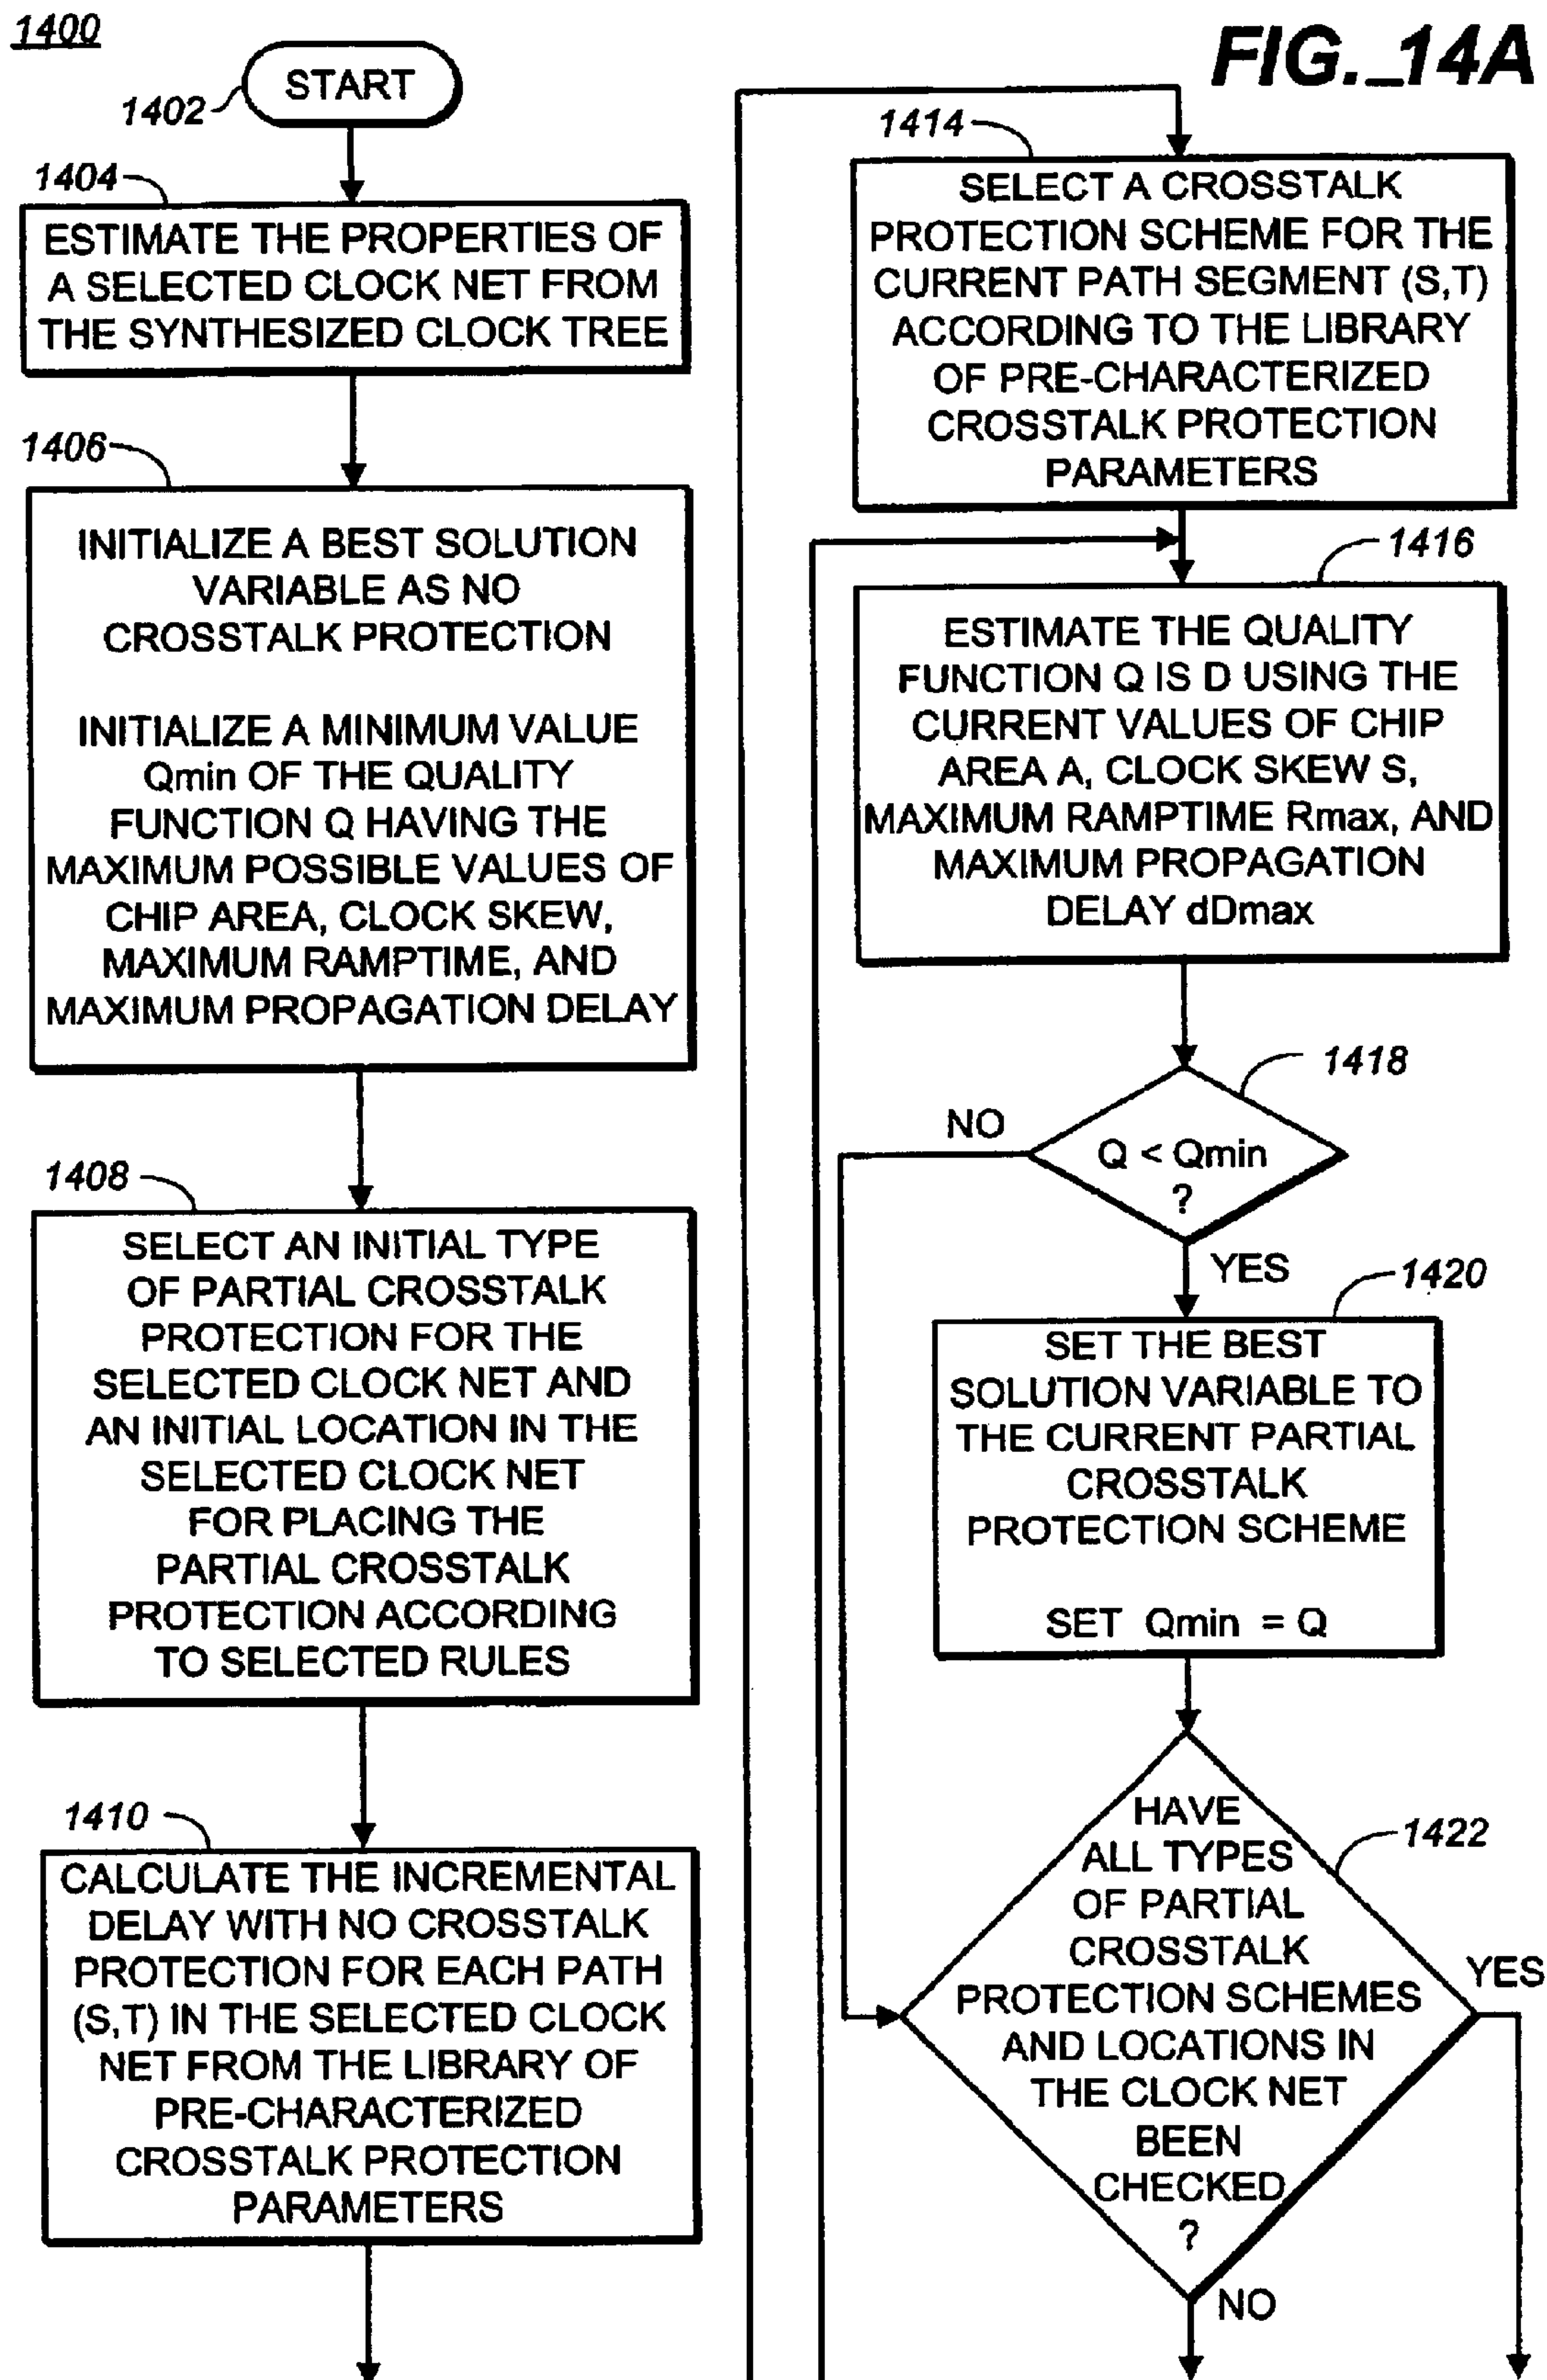 1400
FIG._14A
1402
START
1404
ESTIMATE THE PROPERTIES OF
A SELECTED CLOCK NET FROM
THE SYNTHESIZED CLOCK TREE
1406
INITIALIZE A BEST SOLUTION
VARIABLE AS NO
CROSSTALK PROTECTION
INITIALIZE A MINIMUM VALUE
Qmin OF THE QUALITY
FUNCTION Q HAVING THE
MAXIMUM POSSIBLE VALUES OF
CHIP AREA, CLOCK SKEW,
MAXIMUM RAMPTIME, AND
MAXIMUM PROPAGATION DELAY
1408
SELECT AN INITIAL TYPE
OF PARTIAL CROSSTALK
PROTECTION FOR THE
SELECTED CLOCK NET AND
AN INITIAL LOCATION IN THE
SELECTED CLOCK NET
FOR PLACING THE
PARTIAL CROSSTALK
PROTECTION ACCORDING
TO SELECTED RULES
1410
CALCULATE THE INCREMENTAL
DELAY WITH NO CROSSTALK
PROTECTION FOR EACH PATH
(S,T) IN THE SELECTED CLOCK
NET FROM THE LIBRARY OF
PRE-CHARACTERIZED
CROSSTALK PROTECTION
PARAMETERS
1414
SELECT A CROSSTALK
PROTECTION SCHEME FOR THE
CURRENT PATH SEGMENT (S,T)
ACCORDING TO THE LIBRARY
OF PRE-CHARACTERIZED
CROSSTALK PROTECTION
PARAMETERS
1416
ESTIMATE THE QUALITY
FUNCTION Q IS D USING THE
CURRENT VALUES OF CHIP
AREA A, CLOCK SKEW S,
MAXIMUM RAMPTIME Rmax, AND
MAXIMUM PROPAGATION
DELAY dDmax
1418
NO
Q < Qmin
?
YES
1420
SET THE BEST
SOLUTION VARIABLE TO
THE CURRENT PARTIAL
CROSSTALK
PROTECTION SCHEME
SET Qmin = Q
1422
HAVE
ALL TYPES
OF PARTIAL
CROSSTALK
PROTECTION SCHEMES
AND LOCATIONS IN
THE CLOCK NET
BEEN
CHECKED
?
YES
NO